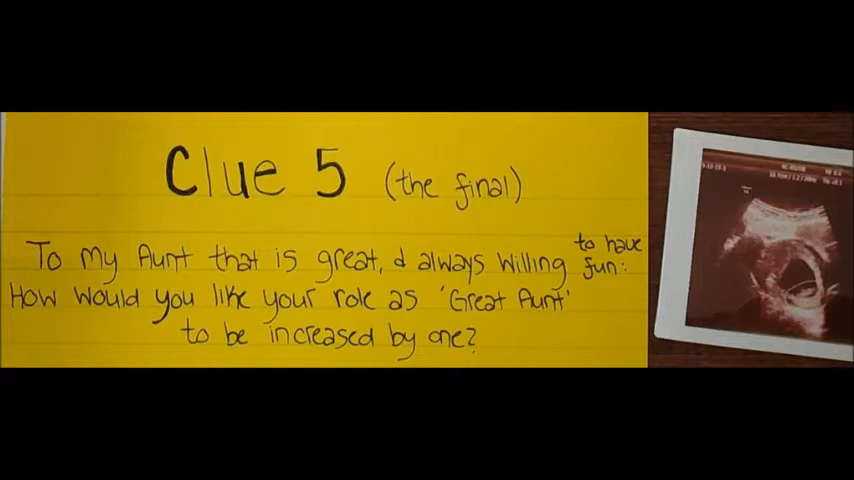 Clue 5 (the final)
To my Aunt that is great, & always willing to have fun:
How would you like your role as 'Great Aunt'
to be increased by one?